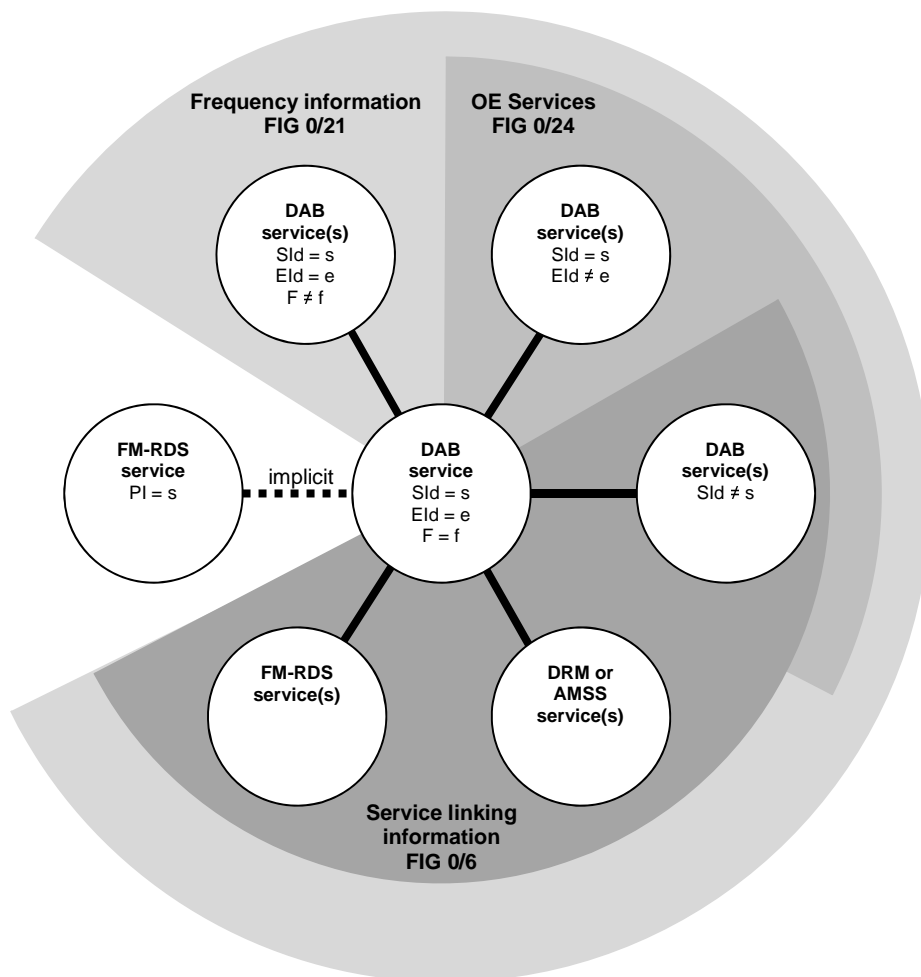 Frequency information
FIG 0/21
OE Services
FIG 0/24
DAB
service(s)
SId = s
EId = e
F ≠ f
DAB
service(s)
SId = s
EId ≠ e
FM-RDS
service
PI = s
implicit
DAB
service
SId = s
EId = e
F = f
DAB
service(s)
SId ≠ s
FM-RDS
service(s)
DRM or
AMSS
service(s)
Service linking
information
FIG 0/6